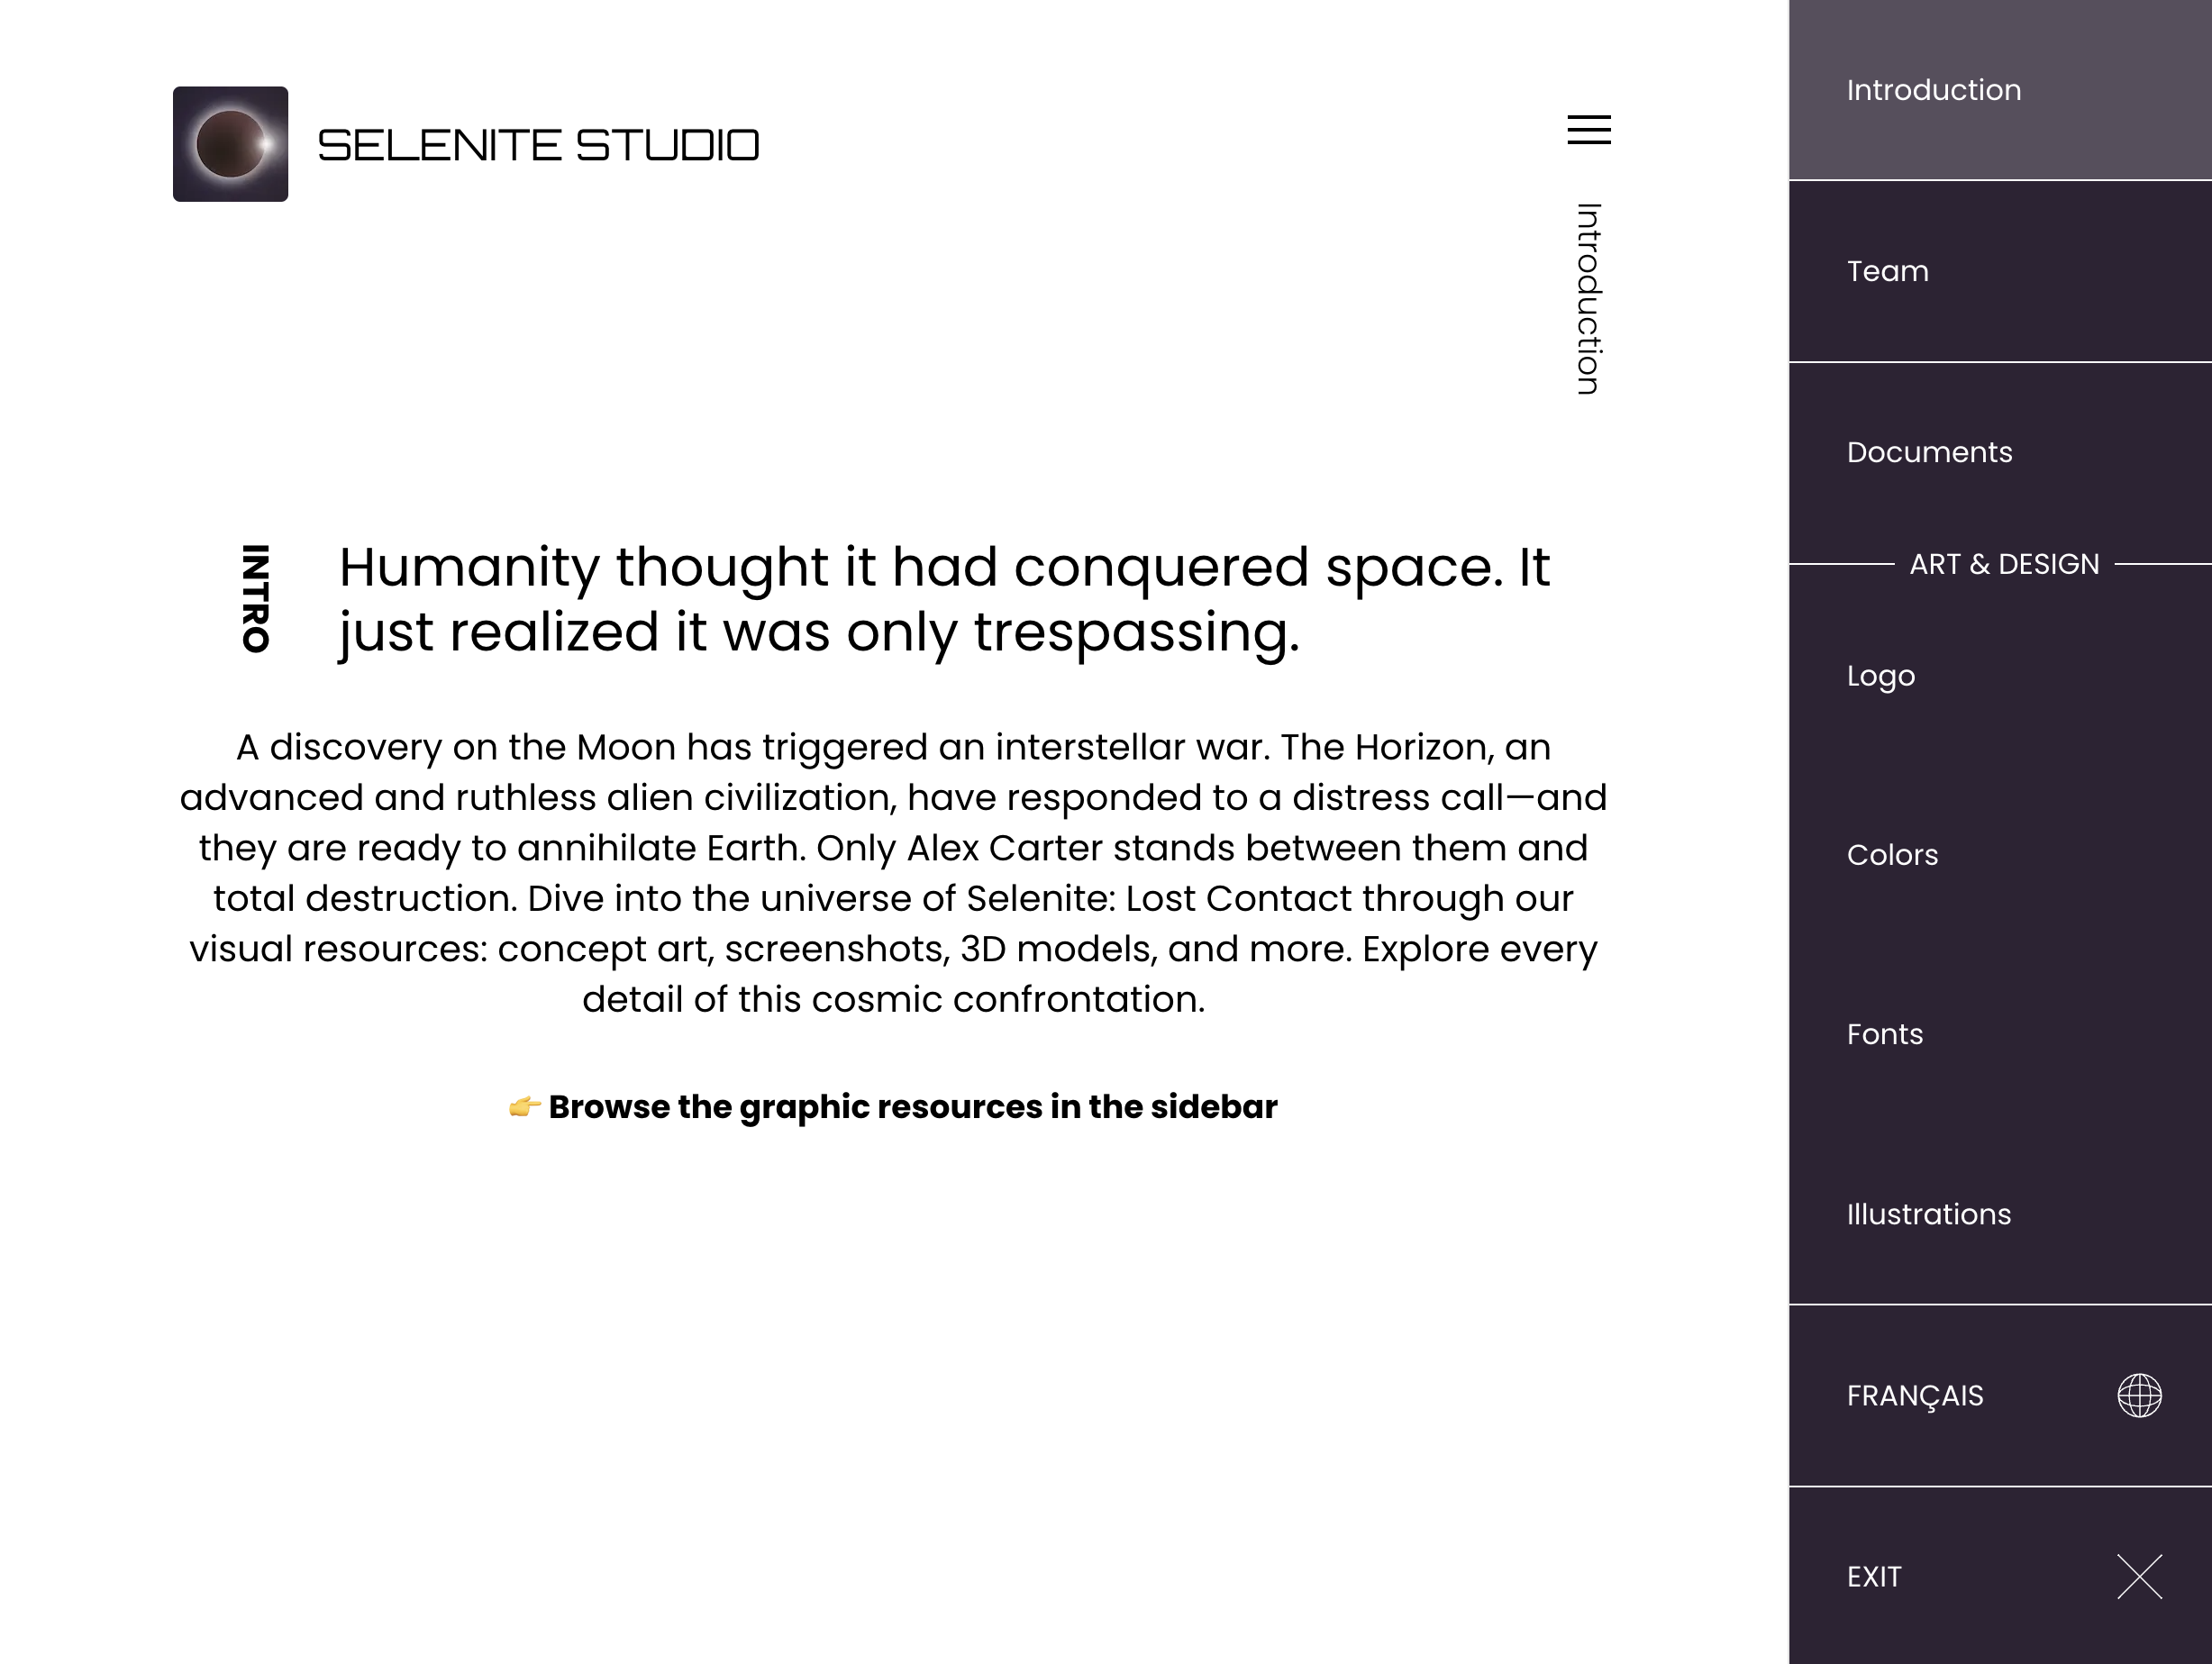 SELENITE STUDIO
Introduction
INTRO
Humanity thought it had conquered space. It
just realized it was only trespassing.
A discovery on the Moon has triggered an interstellar war. The Horizon, an
advanced and ruthless alien civilization, have responded to a distress call—and
they are ready to annihilate Earth. Only Alex Carter stands between them and
total destruction. Dive into the universe of Selenite: Lost Contact through our
visual resources: concept art, screenshots, 3D models, and more. Explore every
detail of this cosmic confrontation.
👉 Browse the graphic resources in the sidebar
Introduction
Team
Documents
ART & DESIGN
Logo
Colors
Fonts
Illustrations
FRANÇAIS
EXIT